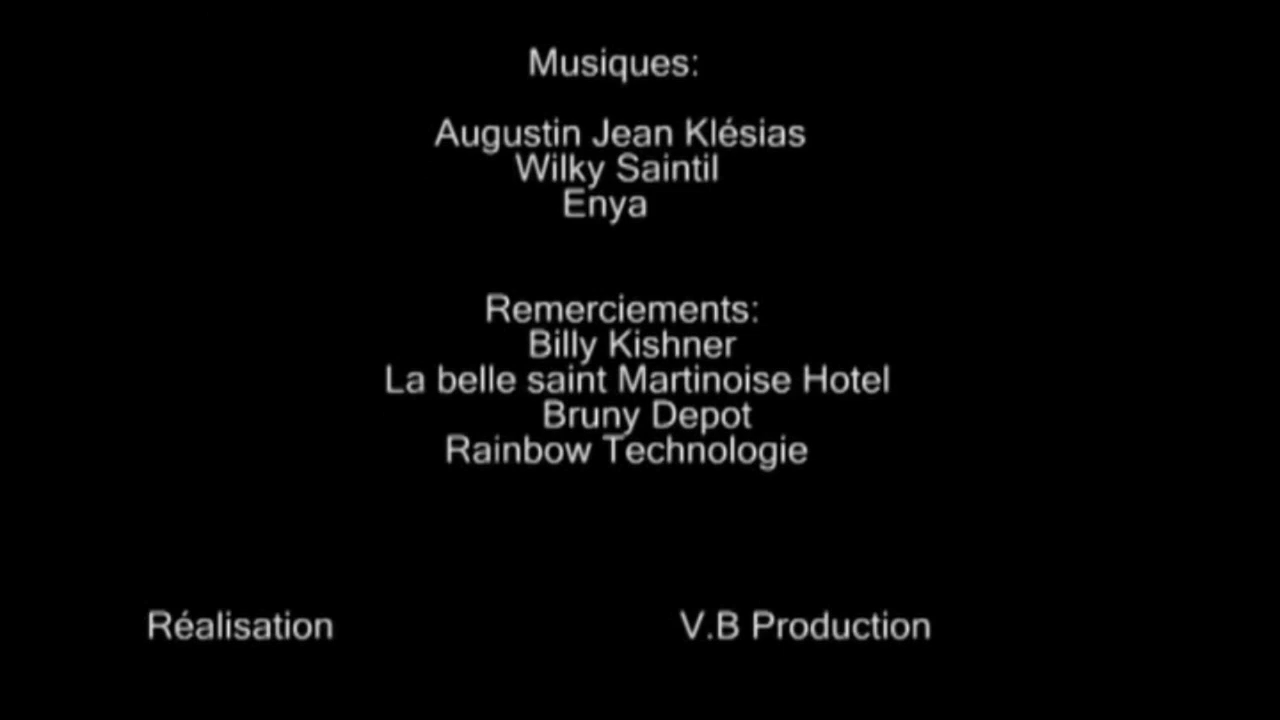 Musiques:
Augustin Jean Klésias
Wilky Saintil
Enya
Remerciements:
Billy Kishner
La belle saint Martinoise Hotel
Bruny Depot
Rainbow Technologie
Réalisation V.B Production